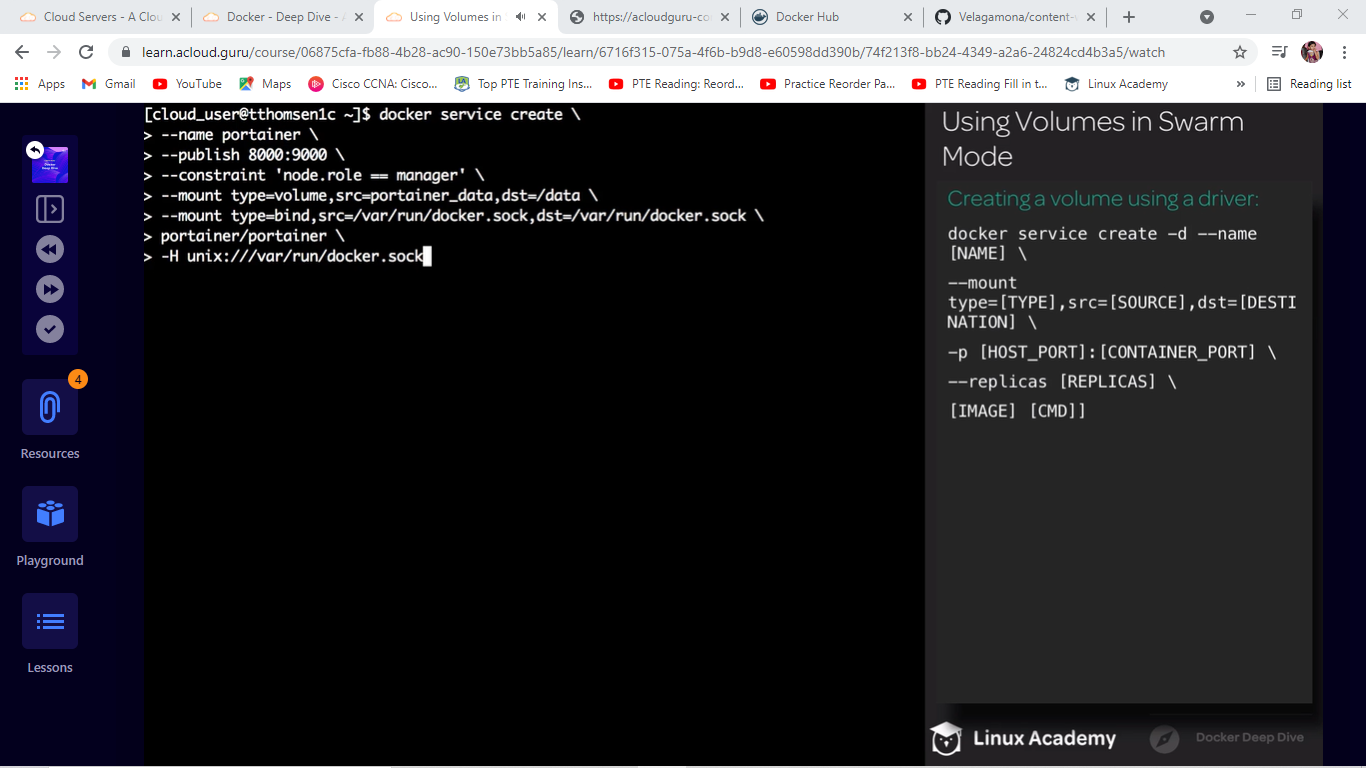 Cloud Servers - A Clou
Docker - Deep Dive - A
Using Volumes in S
https://acloudguru-co
Docker Hub
Velagamona/content-
learn.acloud.guru/course/06875cfa-fb88-4b28-ac90-150e73bb5a85/learn/6716f315-075a-4f6b-b9d8-e60598dd390b/74f213f8-bb24-4349-a2a6-24824cd4b3a5/watch
Apps
Gmail
YouTube
Maps
Cisco CCNA: Cisco...
Top PTE Training Ins...
PTE Reading: Reord...
Practice Reorder Pa...
PTE Reading Fill in t...
Linux Academy
»
Reading list
[cloud_user@tthomsen1c ~]$ docker service create \
> --name portainer \
> --publish 8000:9000 \
> --constraint 'node.role == manager' \
> --mount type=volume,src=portainer_data,dst=/data \
> --mount type=bind,src=/var/run/docker.sock,dst=/var/run/docker.sock \
> portainer/portainer \
> -H unix:///var/run/docker.sock
4
Resources
Playground
Lessons
Using Volumes in Swarm
Mode
Creating a volume using a driver:
docker service create -d --name
[NAME] \
--mount
type=[TYPE],src=[SOURCE],dst=[DESTI
NATION] \
-p [HOST_PORT]:[CONTAINER_PORT] \
--replicas [REPLICAS] \
[IMAGE] [CMD]]
Linux Academy
Docker Deep Dive